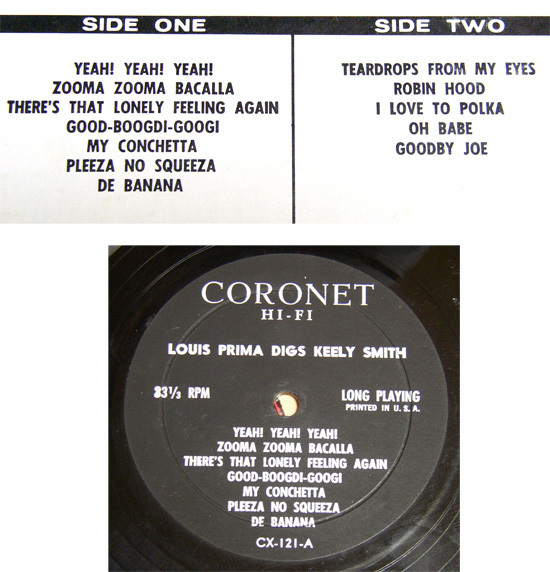 SIDE ONE
YEAH! YEAH! YEAH!
ZOOMA ZOOMA BACALLA
THERE'S THAT LONELY FEELING AGAIN
GOOD-BOOGDI-GOOGI
MY CONCHETTA
PLEEZA NO SQUEEZA
DE BANANA
SIDE TWO
TEARDROPS FROM MY EYES
ROBIN HOOD
I LOVE TO POLKA
OH BABE
GOODBY JOE
CORONET
HI-FI
LOUIS PRIMA DIGS KEELY SMITH
33⅓ RPM
LONG PLAYING
PRINTED IN U.S.A.
YEAH! YEAH! YEAH!
ZOOMA ZOOMA BACALLA
THERE'S THAT LONELY FEELING AGAIN
GOOD-BOOGDI-GOOGI
MY CONCHETTA
PLEEZA NO SQUEEZA
DE BANANA
CX-121-A